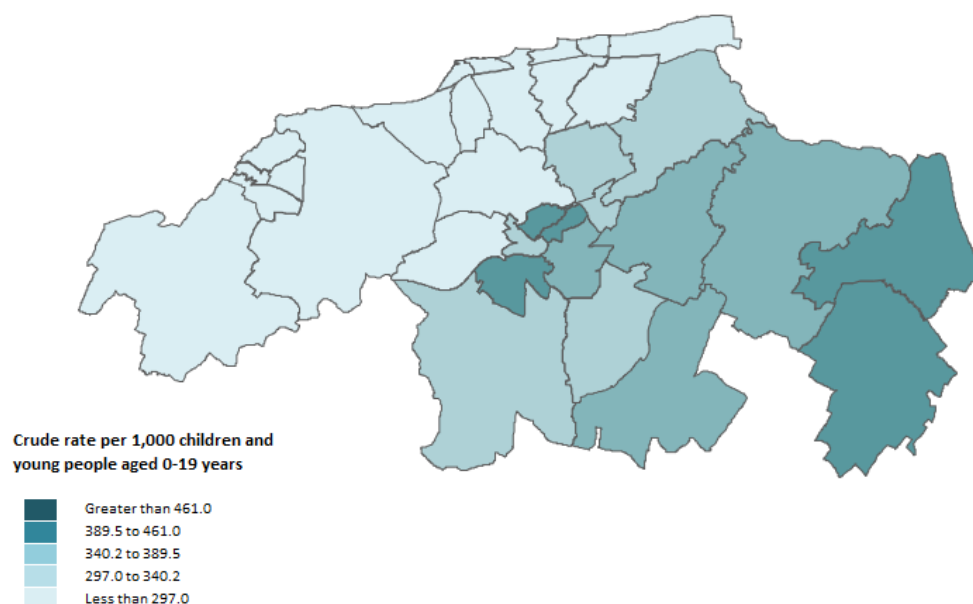 Crude rate per 1,000 children and
young people aged 0-19 years
Greater than 461.0
389.5 to 461.0
340.2 to 389.5
297.0 to 340.2
Less than 297.0